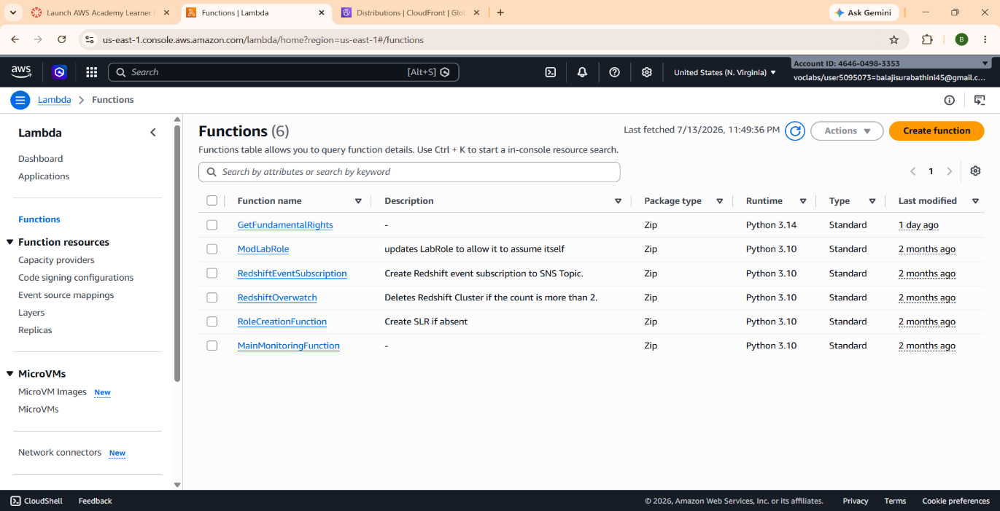 Launch AWS Academy Learner
Functions | Lambda
Distributions | CloudFront | Glo
Ask Gemini
us-east-1.console.aws.amazon.com/lambda/home?region=us-east-1#/functions
B
aws
Search
[Alt+S]
United States (N. Virginia)
Account ID: 4646-0498-3353
voclabs/user5095073=balajisurabathini45@gmail.c...
Lambda
Functions
Lambda
Dashboard
Applications
Functions
Function resources
Capacity providers
Code signing configurations
Event source mappings
Layers
Replicas
MicroVMs
MicroVM Images New
MicroVMs
Network connectors New
Functions (6)
Last fetched 7/13/2026, 11:49:36 PM
Actions
Create function
Functions table allows you to query function details. Use Ctrl + K to start a in-console resource search.
Search by attributes or search by keyword
1
Function name Description Package type Runtime Type Last modified
GetFundamentalRights - Zip Python 3.14 Standard 1 day ago
ModLabRole updates LabRole to allow it to assume itself Zip Python 3.10 Standard 2 months ago
RedshiftEventSubscription Create Redshift event subscription to SNS Topic. Zip Python 3.10 Standard 2 months ago
RedshiftOverwatch Deletes Redshift Cluster if the count is more than 2. Zip Python 3.10 Standard 2 months ago
RoleCreationFunction Create SLR if absent Zip Python 3.10 Standard 2 months ago
MainMonitoringFunction - Zip Python 3.10 Standard 2 months ago
CloudShell
Feedback
© 2026, Amazon Web Services, Inc. or its affiliates.
Privacy
Terms
Cookie preferences